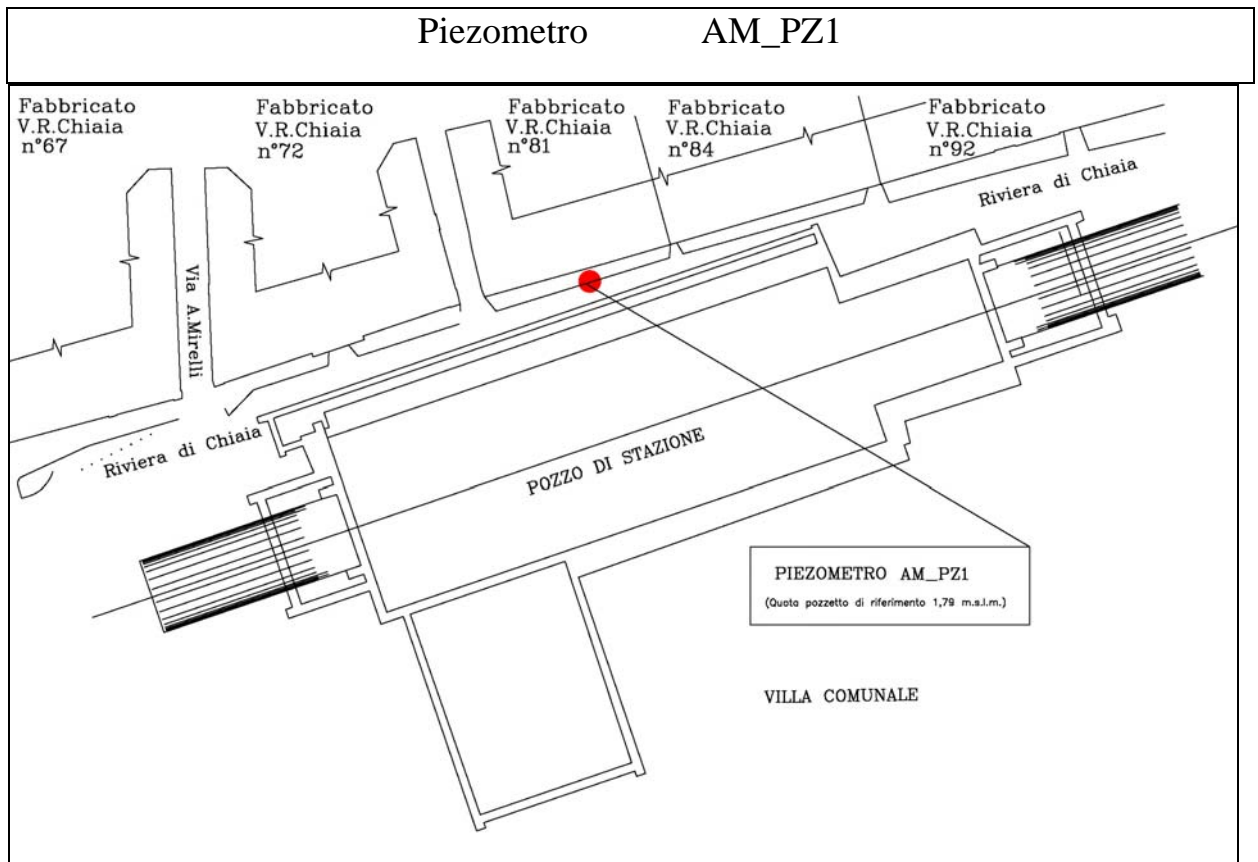 Piezometro AM_PZ1
Fabbricato
V.R.Chiaia
n°67
Fabbricato
V.R.Chiaia
n°72
Fabbricato
V.R.Chiaia
n°81
Fabbricato
V.R.Chiaia
n°84
Fabbricato
V.R.Chiaia
n°92
Riviera di Chiaia
Via A.Mirelli
Riviera di Chiaia
POZZO DI STAZIONE
PIEZOMETRO AM_PZ1
(Quota pozzetto di riferimento 1,79 m.s.l.m.)
VILLA COMUNALE